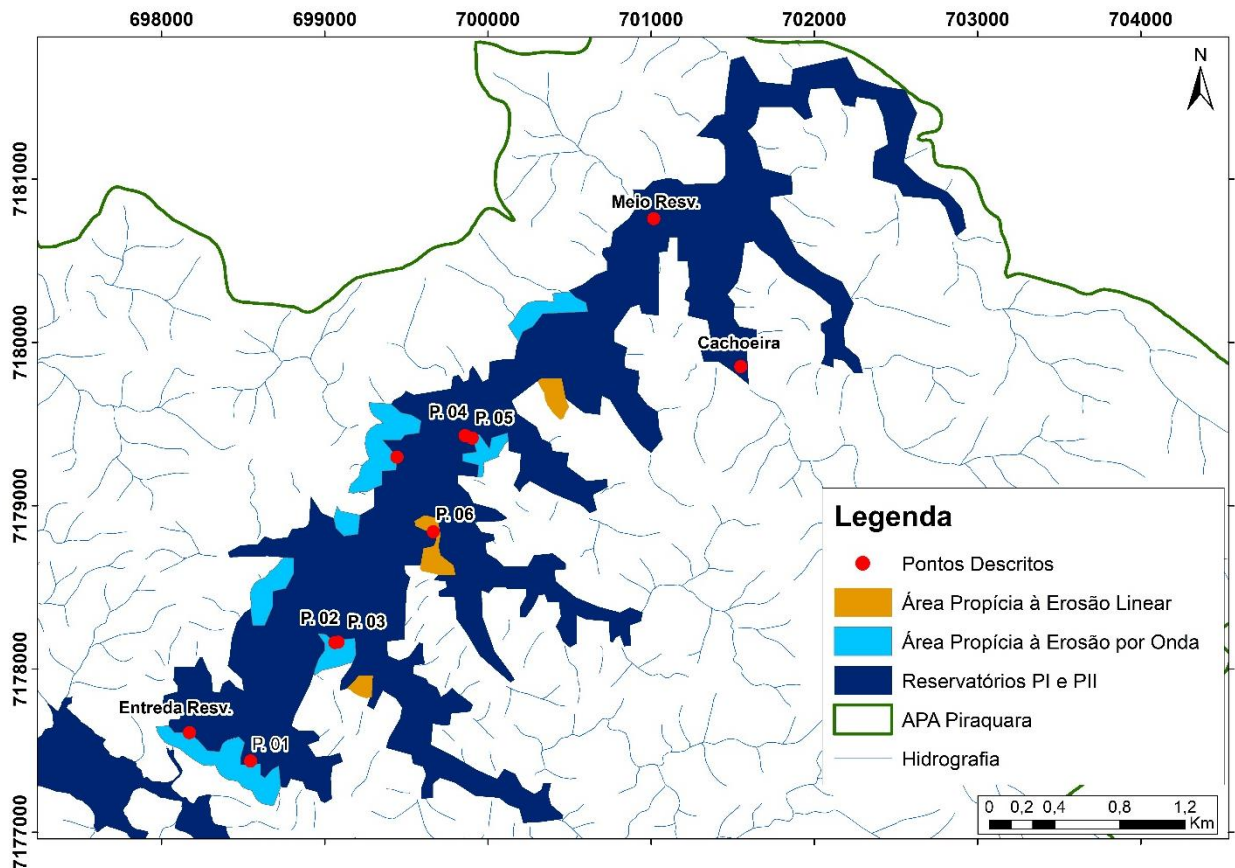 698000 699000 700000 701000 702000 703000 704000
N
7181000
Meio Resv.
7180000
Cachoeira
P. 04 P. 05
7179000
P. 06
P. 02 P. 03
7178000
Entreda Resv.
P. 01
7177000
Legenda
Pontos Descritos
Área Propícia à Erosão Linear
Área Propícia à Erosão por Onda
Reservatórios PI e PII
APA Piraquara
Hidrografia
0 0,2 0,4 0,8 1,2
Km